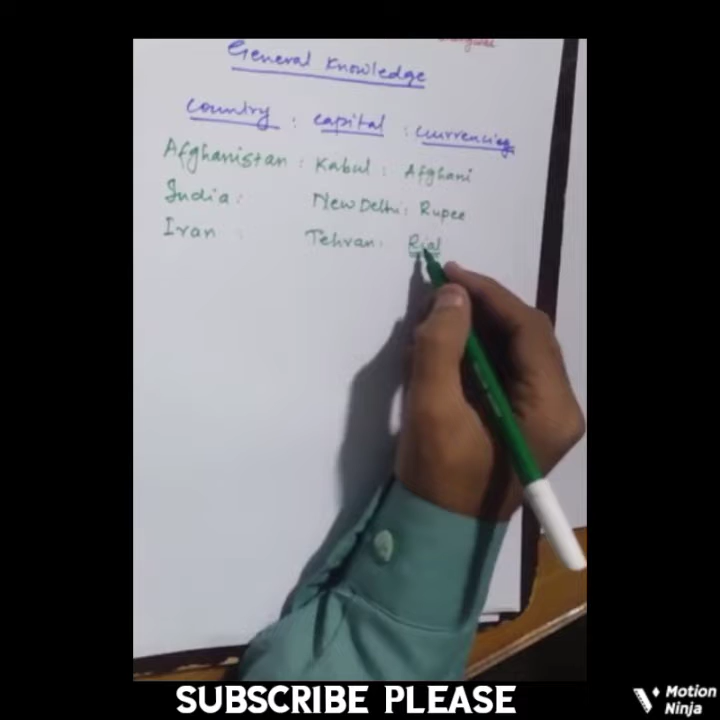 General Knowledge
Country : Capital : Currencies
Afghanistan : Kabul : Afghani
India : New Delhi : Rupee
Iran : Tehran : Rial
SUBSCRIBE PLEASE
Motion
Ninja